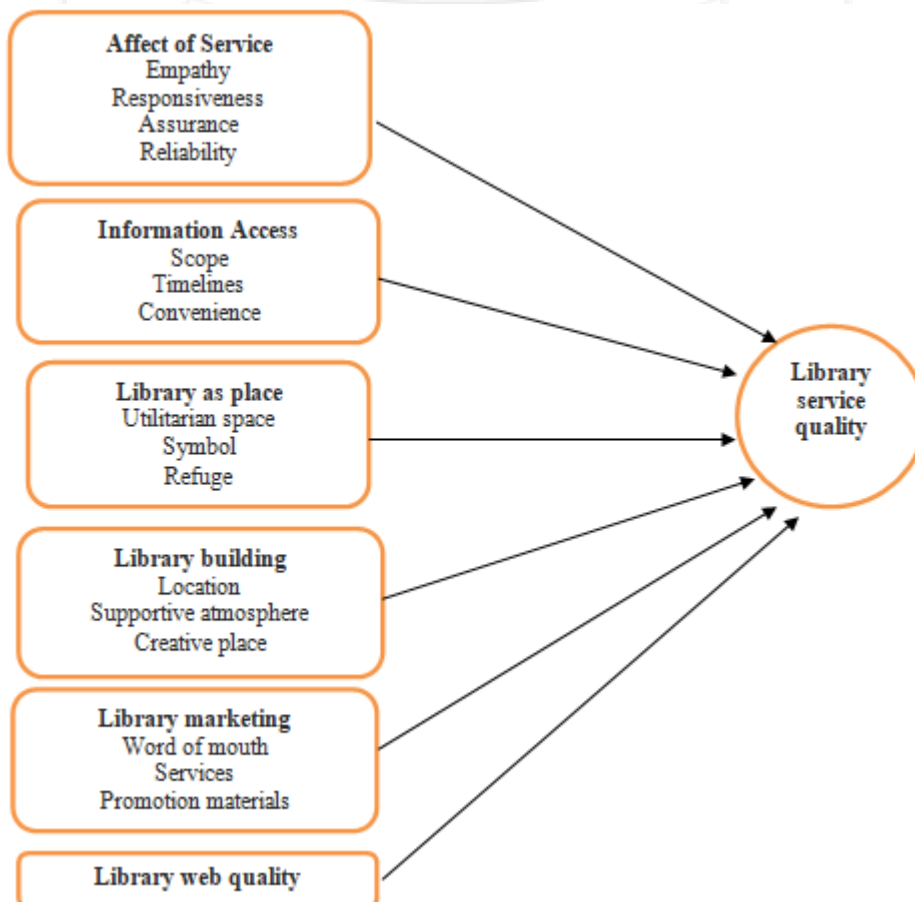 Affect of Service
Empathy
Responsiveness
Assurance
Reliability
Information Access
Scope
Timelines
Convenience
Library as place
Utilitarian space
Symbol
Refuge
Library building
Location
Supportive atmosphere
Creative place
Library marketing
Word of mouth
Services
Promotion materials
Library web quality
Library
service
quality